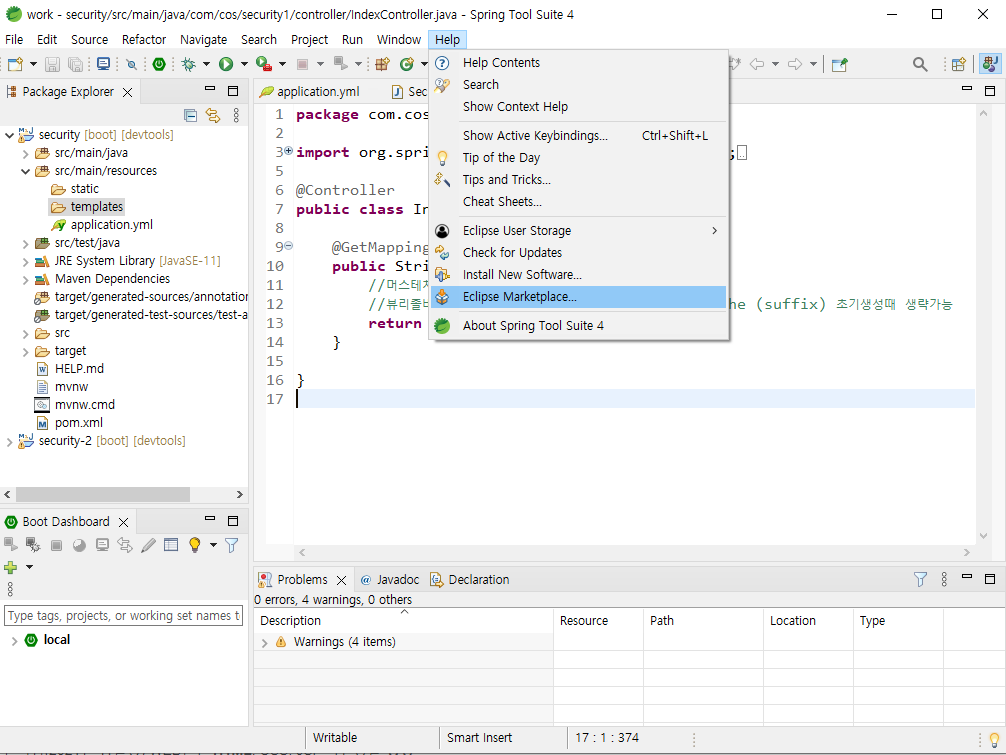 work - security/src/main/java/com/cos/security1/controller/IndexController.java - Spring Tool Suite 4
File Edit Source Refactor Navigate Search Project Run Window Help
Package Explorer
security [boot] [devtools]
src/main/java
src/main/resources
static
templates
application.yml
src/test/java
JRE System Library [JavaSE-11]
Maven Dependencies
target/generated-sources/annotation
target/generated-test-sources/test-a
src
target
HELP.md
mvnw
mvnw.cmd
pom.xml
security-2 [boot] [devtools]
Boot Dashboard
Type tags, projects, or working set names t
local
application.yml
Sec
1 package com.cos
2
3 import org.spri ;
5
6 @Controller
7 public class In
8
9 @GetMapping
10 public Stri
11 //머스테치
12 //뷰리졸버 he (suffix) 초기생성때 생략가능
13 return
14 }
15
16 }
17
Help Contents
Search
Show Context Help
Show Active Keybindings... Ctrl+Shift+L
Tip of the Day
Tips and Tricks...
Cheat Sheets...
Eclipse User Storage
Check for Updates
Install New Software...
Eclipse Marketplace...
About Spring Tool Suite 4
Problems Javadoc Declaration
0 errors, 4 warnings, 0 others
Description Resource Path Location Type
Warnings (4 items)
Writable Smart Insert 17 : 1 : 374